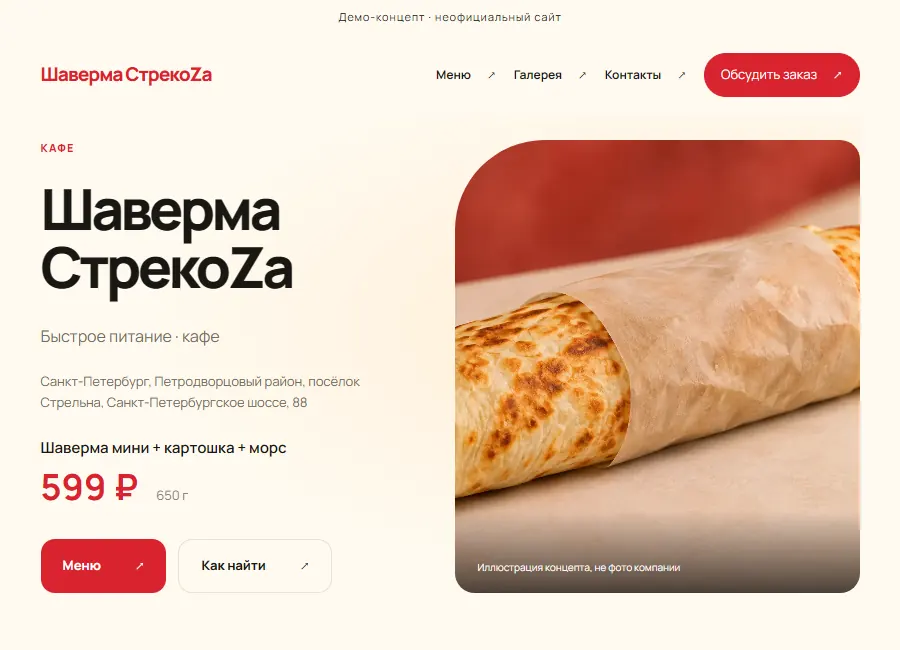 Демо-концепт · неофициальный сайт
Шаверма СтрекоZa
Меню ↗ Галерея ↗ Контакты ↗ Обсудить заказ ↗
КАФЕ
Шаверма
СтрекоZa
Быстрое питание · кафе
Санкт-Петербург, Петродворцовый район, посёлок
Стрельна, Санкт-Петербургское шоссе, 88
Шаверма мини + картошка + морс
599 ₽ 650 г
Меню ↗ Как найти ↗
Иллюстрация концепта, не фото компании